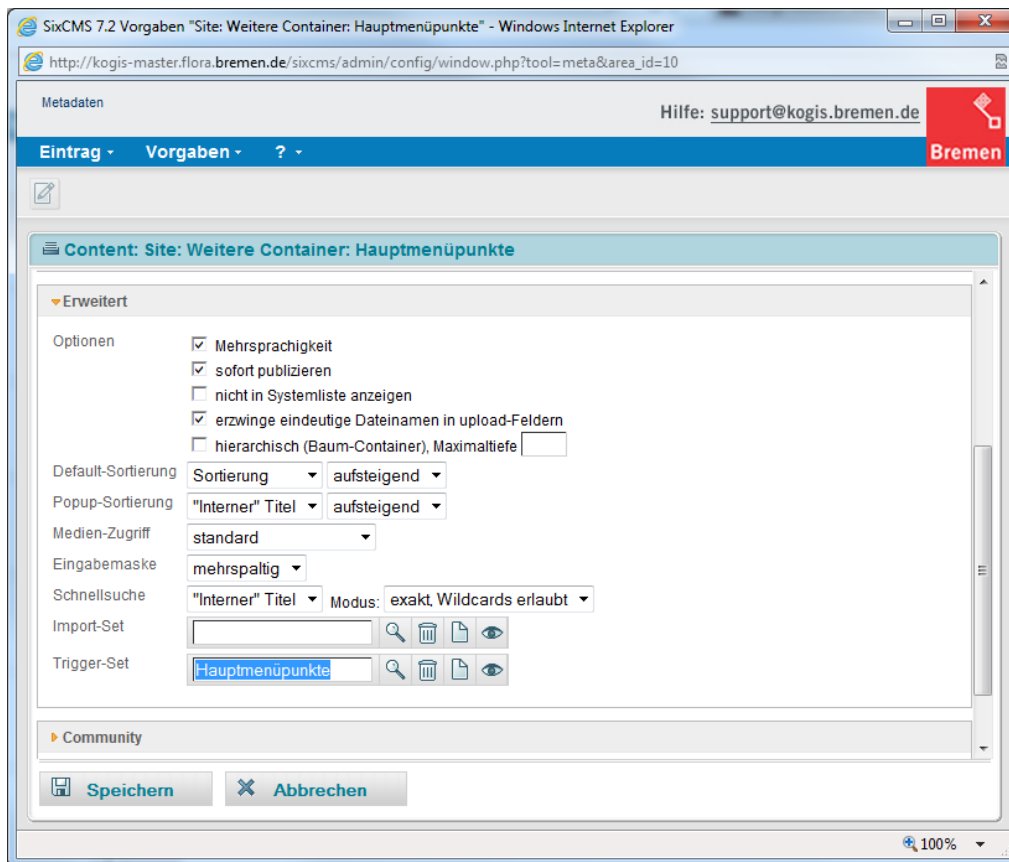 SixCMS 7.2 Vorgaben "Site: Weitere Container: Hauptmenüpunkte" - Windows Internet Explorer
http://kogis-master.flora.bremen.de/sixcms/admin/config/window.php?tool=meta&area_id=10
Metadaten
Hilfe: support@kogis.bremen.de
Eintrag Vorgaben ? Bremen
Content: Site: Weitere Container: Hauptmenüpunkte
Erweitert
Optionen Mehrsprachigkeit
sofort publizieren
nicht in Systemliste anzeigen
erzwinge eindeutige Dateinamen in upload-Feldern
hierarchisch (Baum-Container), Maximaltiefe
Default-Sortierung Sortierung aufsteigend
Popup-Sortierung "Interner" Titel aufsteigend
Medien-Zugriff standard
Eingabemaske mehrspaltig
Schnellsuche "Interner" Titel Modus: exakt, Wildcards erlaubt
Import-Set
Trigger-Set Hauptmenüpunkte
Community
Speichern Abbrechen
100%